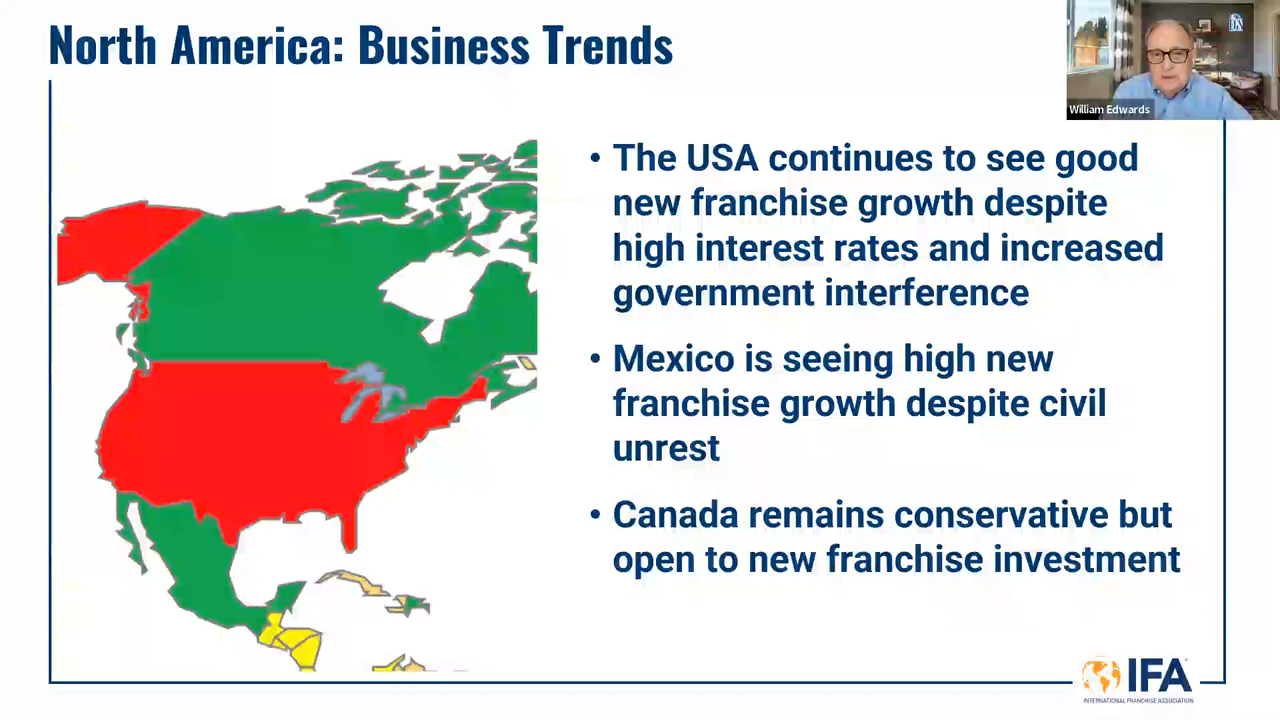 North America: Business Trends
William Edwards
• The USA continues to see good
new franchise growth despite
high interest rates and increased
government interference
• Mexico is seeing high new
franchise growth despite civil
unrest
• Canada remains conservative but
open to new franchise investment
IFA
INTERNATIONAL FRANCHISE ASSOCIATION